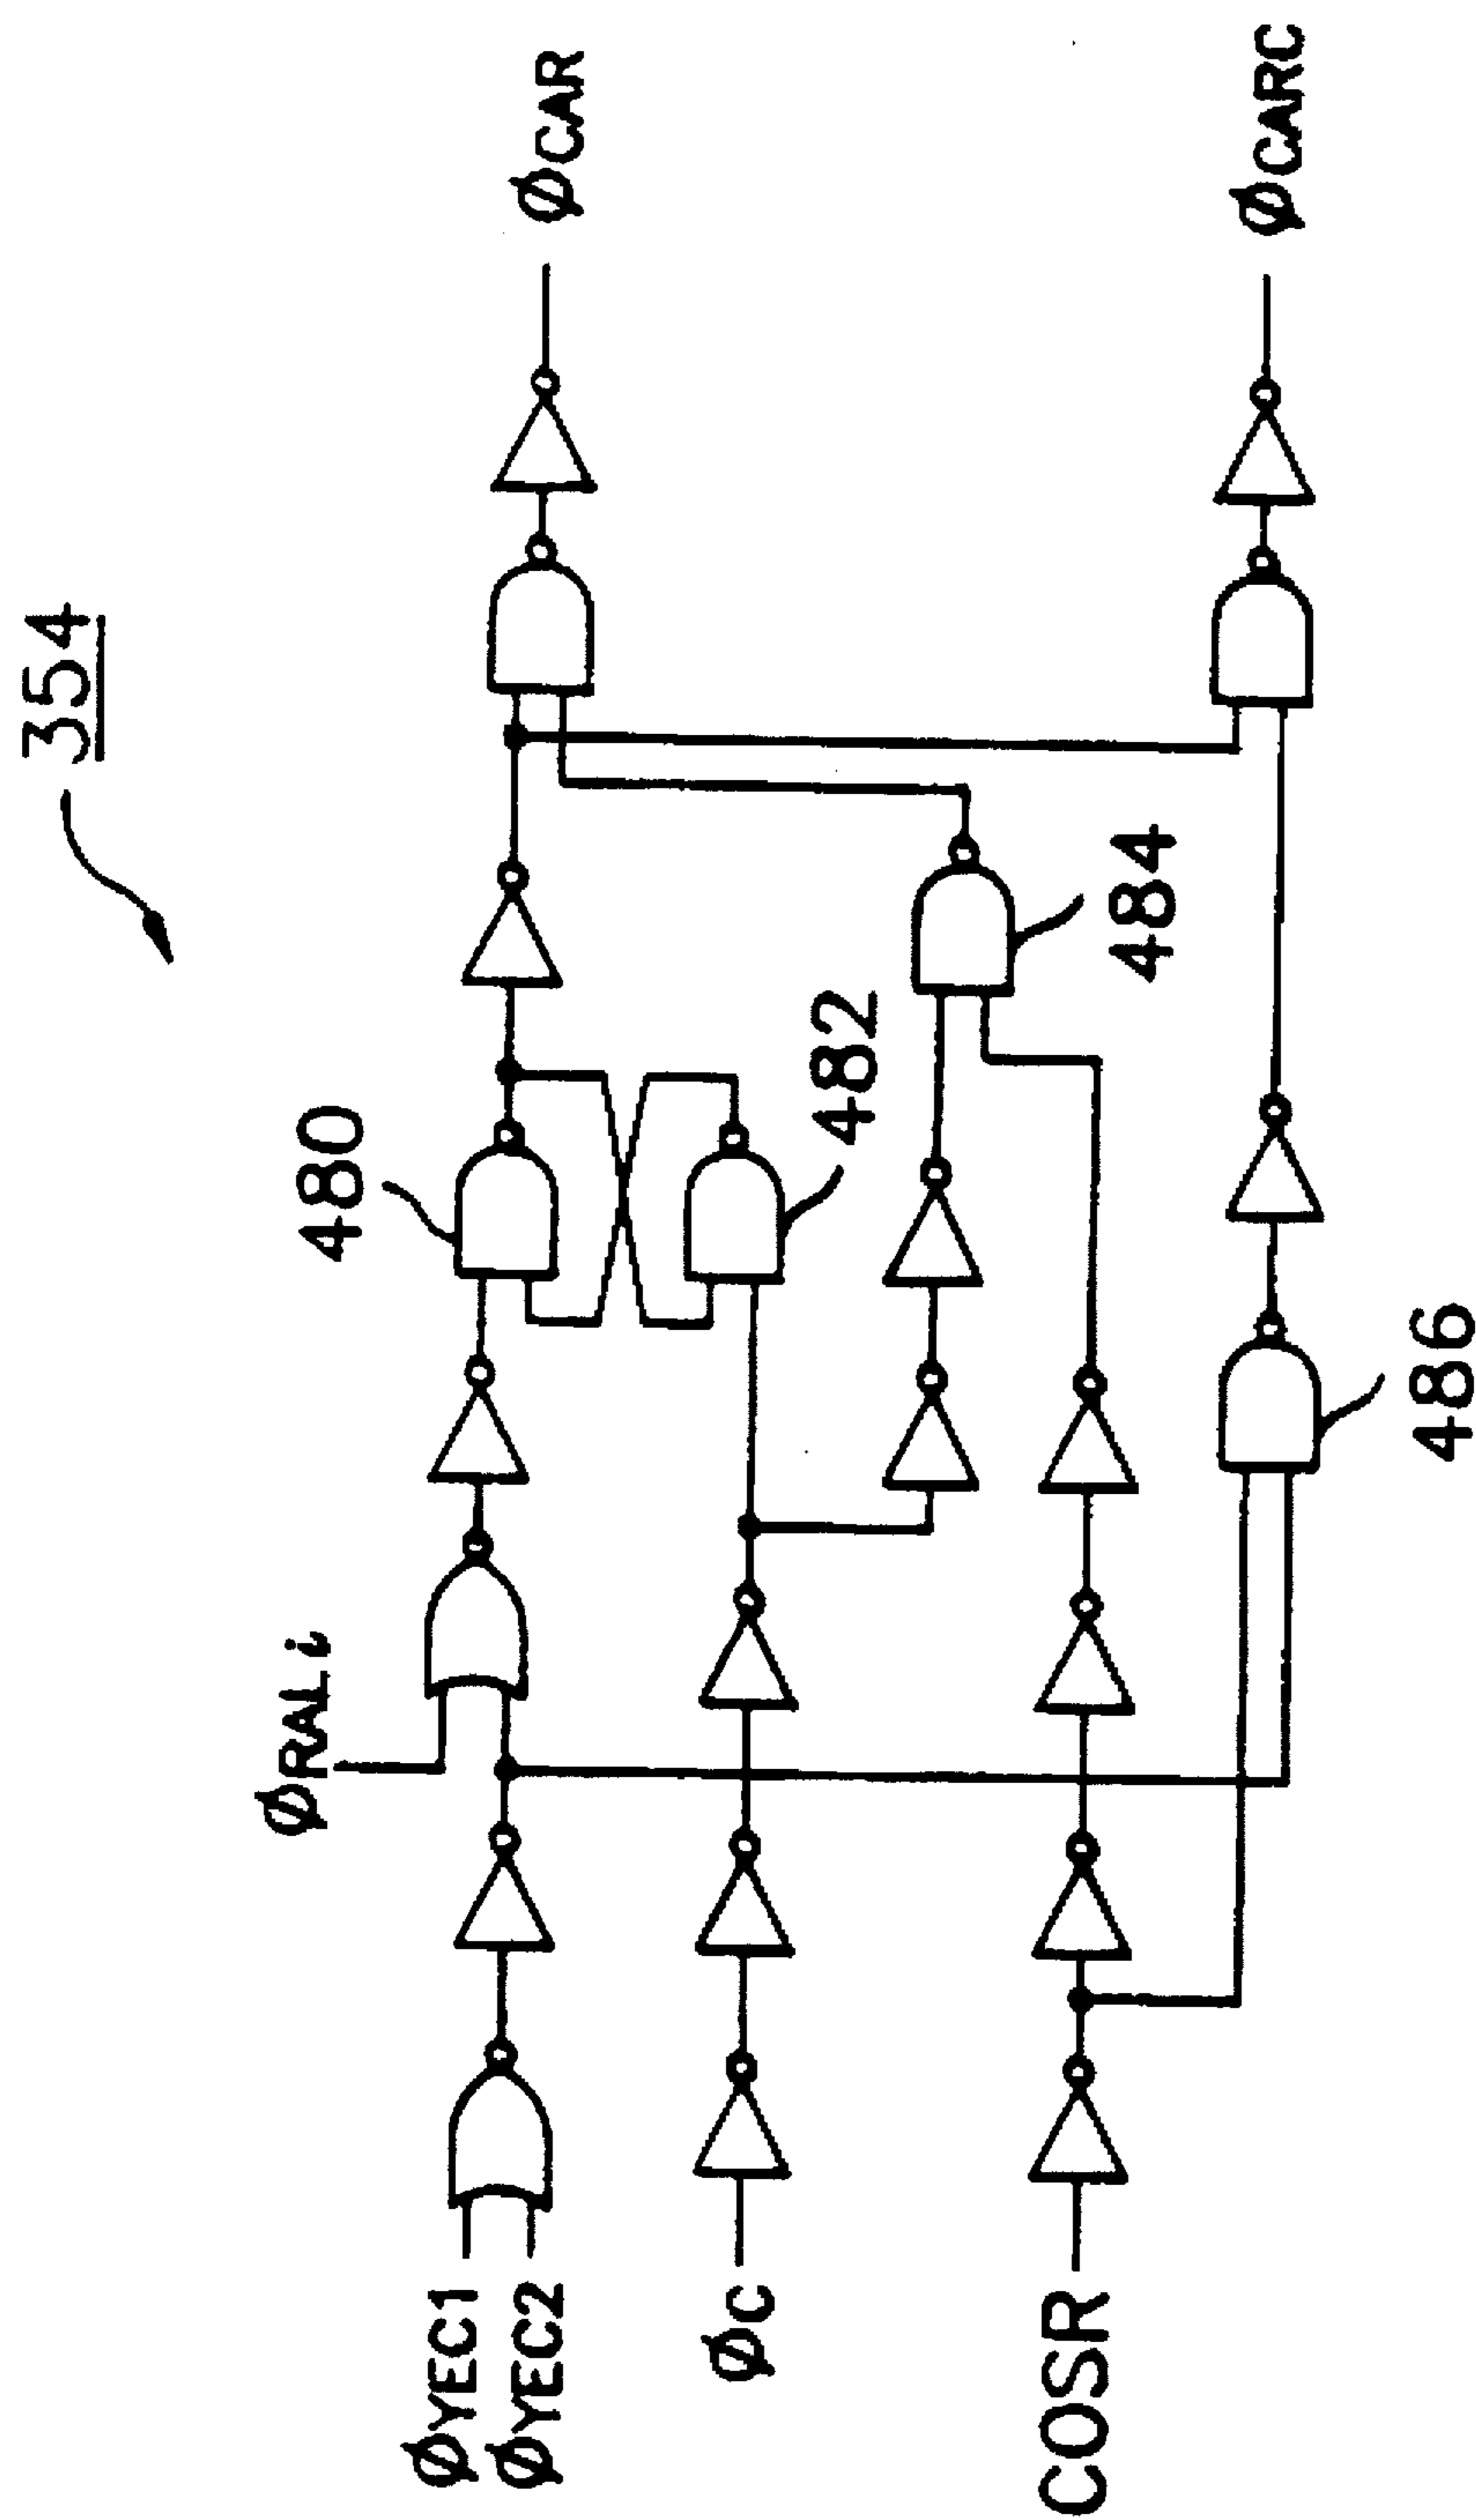 354
ØRALi
480
482
484
486
ØYEC1
ØYEC2
ØC
COSR
ØCAR
ØCARC